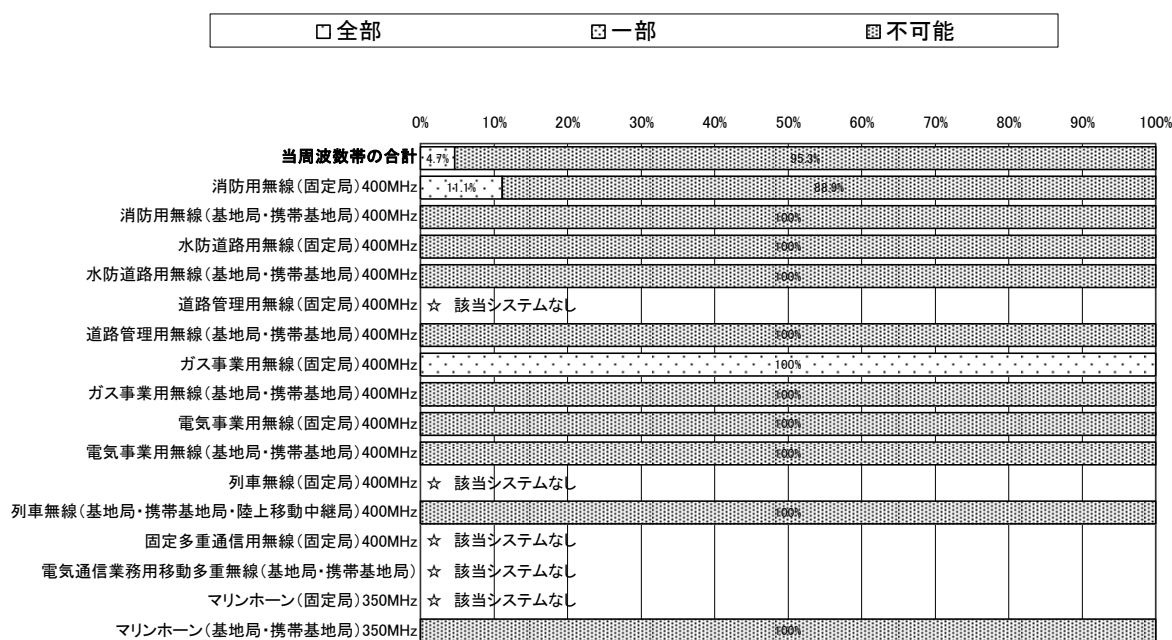 全部 一部 不可能
0% 10% 20% 30% 40% 50% 60% 70% 80% 90% 100%
当周波数帯の合計 4.7% 95.3%
消防用無線(固定局)400MHz 11.1% 88.9%
消防用無線(基地局・携帯基地局)400MHz 100%
水防道路用無線(固定局)400MHz 100%
水防道路用無線(基地局・携帯基地局)400MHz 100%
道路管理用無線(固定局)400MHz ☆ 該当システムなし
道路管理用無線(基地局・携帯基地局)400MHz 100%
ガス事業用無線(固定局)400MHz 100%
ガス事業用無線(基地局・携帯基地局)400MHz 100%
電気事業用無線(固定局)400MHz 100%
電気事業用無線(基地局・携帯基地局)400MHz 100%
列車無線(固定局)400MHz ☆ 該当システムなし
列車無線(基地局・携帯基地局・陸上移動中継局)400MHz 100%
固定多重通信用無線(固定局)400MHz ☆ 該当システムなし
電気通信業務用移動多重無線(基地局・携帯基地局) ☆ 該当システムなし
マリンホーン(固定局)350MHz ☆ 該当システムなし
マリンホーン(基地局・携帯基地局)350MHz 100%